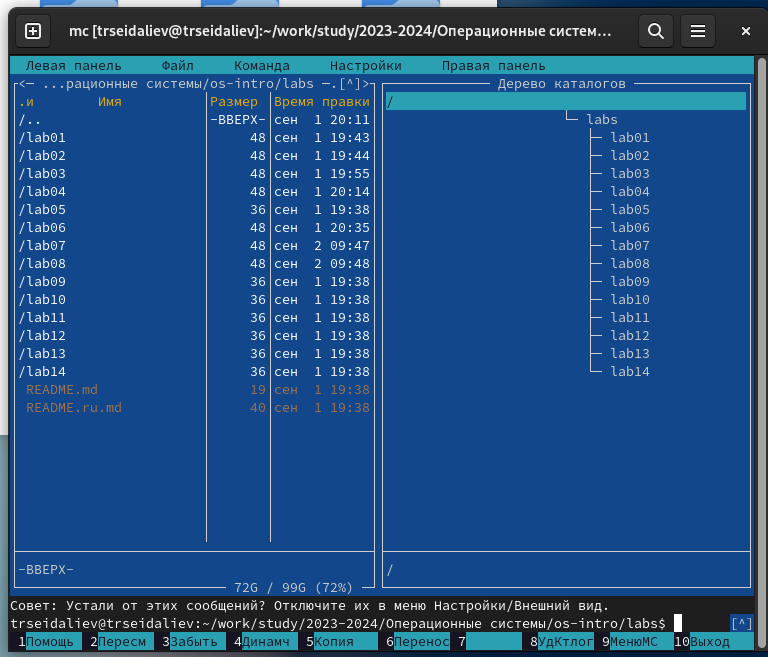 mc [trseidaliev@trseidaliev]:~/work/study/2023-2024/Операционные систем…
Левая панель Файл Команда Настройки Правая панель
<─ ...рационные системы/os-intro/labs ─.[^]> Дерево каталогов
.и Имя Размер Время правки /
/.. -ВВЕРХ- сен 1 20:11 labs
/lab01 48 сен 1 19:43 lab01
/lab02 48 сен 1 19:44 lab02
/lab03 48 сен 1 19:55 lab03
/lab04 48 сен 1 20:14 lab04
/lab05 36 сен 1 19:38 lab05
/lab06 48 сен 1 20:35 lab06
/lab07 48 сен 2 09:47 lab07
/lab08 48 сен 2 09:48 lab08
/lab09 36 сен 1 19:38 lab09
/lab10 36 сен 1 19:38 lab10
/lab11 36 сен 1 19:38 lab11
/lab12 36 сен 1 19:38 lab12
/lab13 36 сен 1 19:38 lab13
/lab14 36 сен 1 19:38 lab14
README.md 19 сен 1 19:38
README.ru.md 40 сен 1 19:38
-ВВЕРХ- /
72G / 99G (72%)
Совет: Устали от этих сообщений? Отключите их в меню Настройки/Внешний вид.
trseidaliev@trseidaliev:~/work/study/2023-2024/Операционные системы/os-intro/labs$ [^]
1Помощь 2Пересм 3Забыть 4Динамч 5Копия 6Перенос 7 8УдКтлог 9МенюMC 10Выход